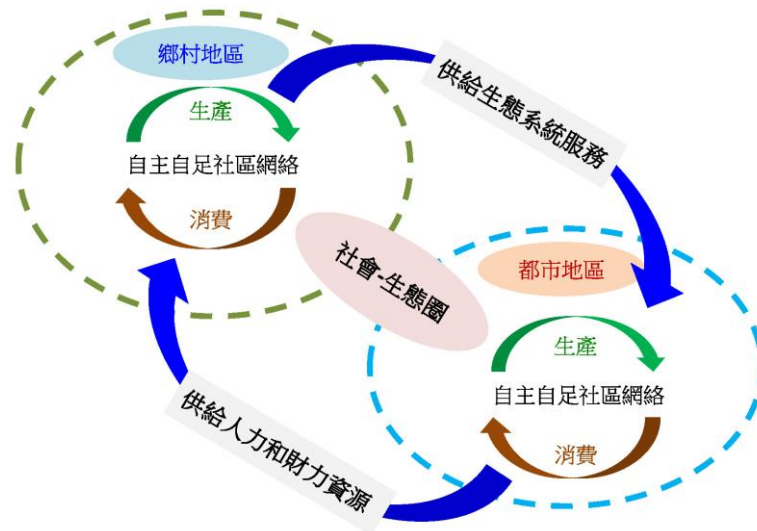 鄉村地區
生產
自主自足社區網絡
消費
供給生態系統服務
社會-生態圈
都市地區
生產
自主自足社區網絡
消費
供給人力和財力資源